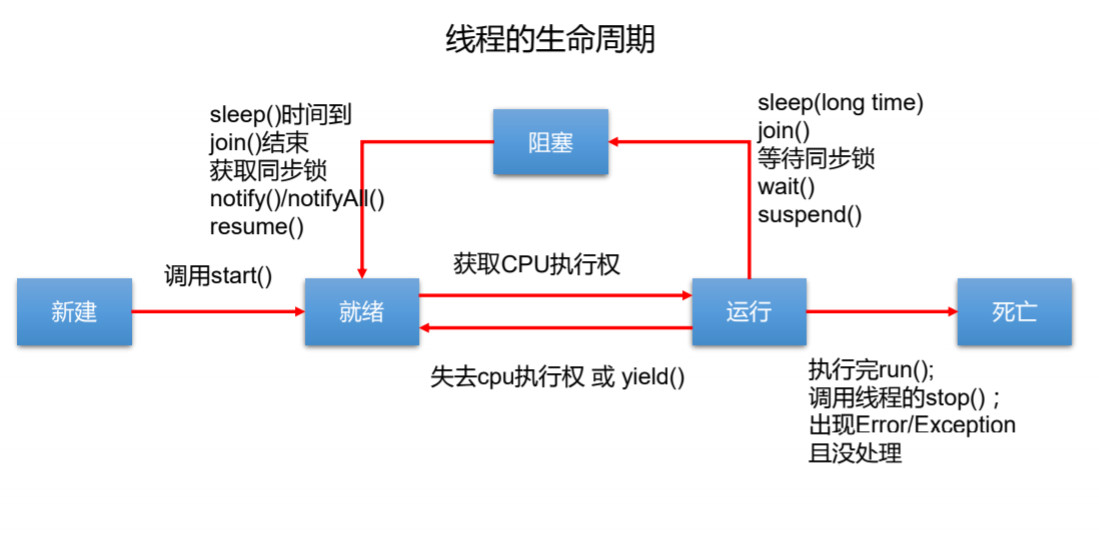 线程的生命周期
sleep()时间到
join()结束
获取同步锁
notify()/notifyAll()
resume()
阻塞
sleep(long time)
join()
等待同步锁
wait()
suspend()
调用start()
获取CPU执行权
新建
就绪
运行
死亡
失去cpu执行权 或 yield()
执行完run();
调用线程的stop() ;
出现Error/Exception
且没处理